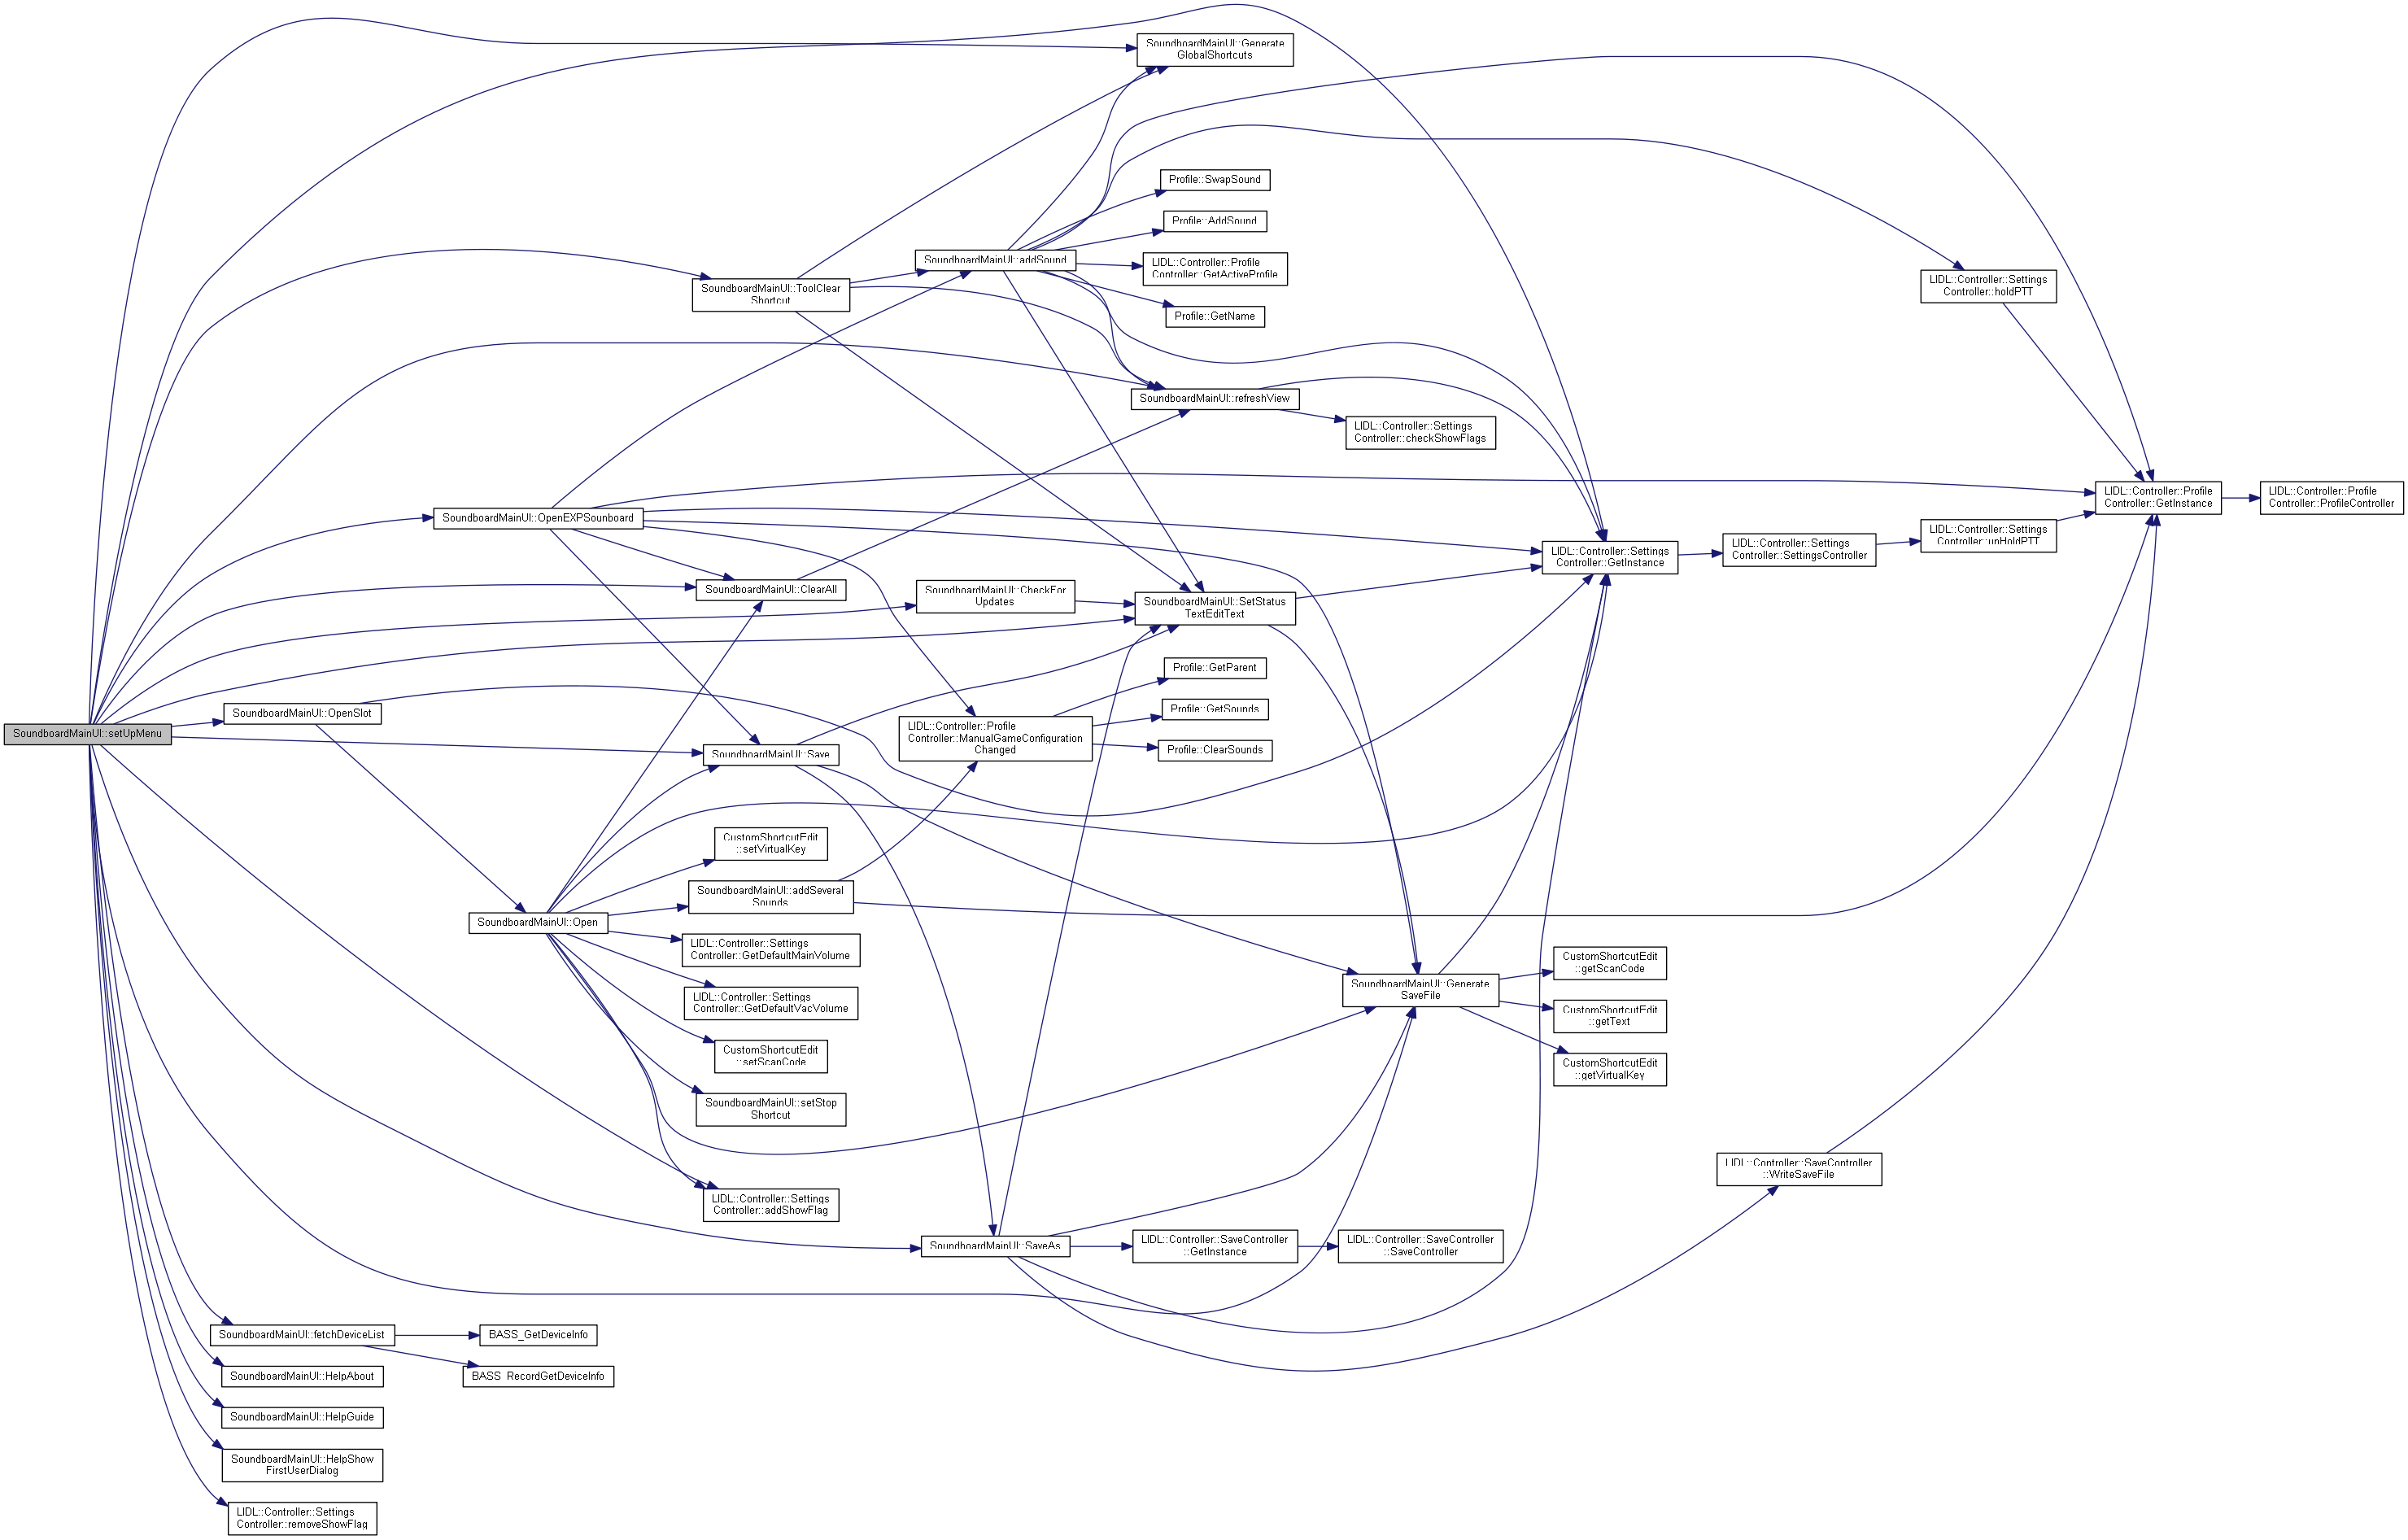 SoundboardMainUI::setUpMenu
SoundboardMainUI::OpenSlot
SoundboardMainUI::fetchDeviceList
SoundboardMainUI::HelpAbout
SoundboardMainUI::HelpGuide
SoundboardMainUI::HelpShow
FirstUserDialog
LIDL::Controller::Settings
Controller::removeShowFlag
SoundboardMainUI::OpenEXPSounboard
SoundboardMainUI::Open
BASS_GetDeviceInfo
BASS_RecordGetDeviceInfo
SoundboardMainUI::ToolClear
Shortcut
SoundboardMainUI::ClearAll
SoundboardMainUI::Save
CustomShortcutEdit
::setVirtualKey
SoundboardMainUI::addSeveral
Sounds
LIDL::Controller::Settings
Controller::GetDefaultMainVolume
LIDL::Controller::Settings
Controller::GetDefaultVacVolume
CustomShortcutEdit
::setScanCode
SoundboardMainUI::setStop
Shortcut
LIDL::Controller::Settings
Controller::addShowFlag
SoundboardMainUI::addSound
SoundboardMainUI::CheckFor
Updates
LIDL::Controller::Profile
Controller::ManualGameConfiguration
Changed
SoundboardMainUI::SaveAs
SoundboardMainUI::Generate
GlobalShortcuts
Profile::SwapSound
Profile::AddSound
LIDL::Controller::Profile
Controller::GetActiveProfile
Profile::GetName
SoundboardMainUI::refreshView
SoundboardMainUI::SetStatus
TextEditText
Profile::GetParent
Profile::GetSounds
Profile::ClearSounds
LIDL::Controller::SaveController
::GetInstance
LIDL::Controller::Settings
Controller::checkShowFlags
SoundboardMainUI::Generate
SaveFile
LIDL::Controller::SaveController
::SaveController
LIDL::Controller::Settings
Controller::GetInstance
CustomShortcutEdit
::getScanCode
CustomShortcutEdit
::getText
CustomShortcutEdit
::getVirtualKey
LIDL::Controller::Settings
Controller::SettingsController
LIDL::Controller::SaveController
::WriteSaveFile
LIDL::Controller::Settings
Controller::holdPTT
LIDL::Controller::Settings
Controller::unHoldPTT
LIDL::Controller::Profile
Controller::GetInstance
LIDL::Controller::Profile
Controller::ProfileController